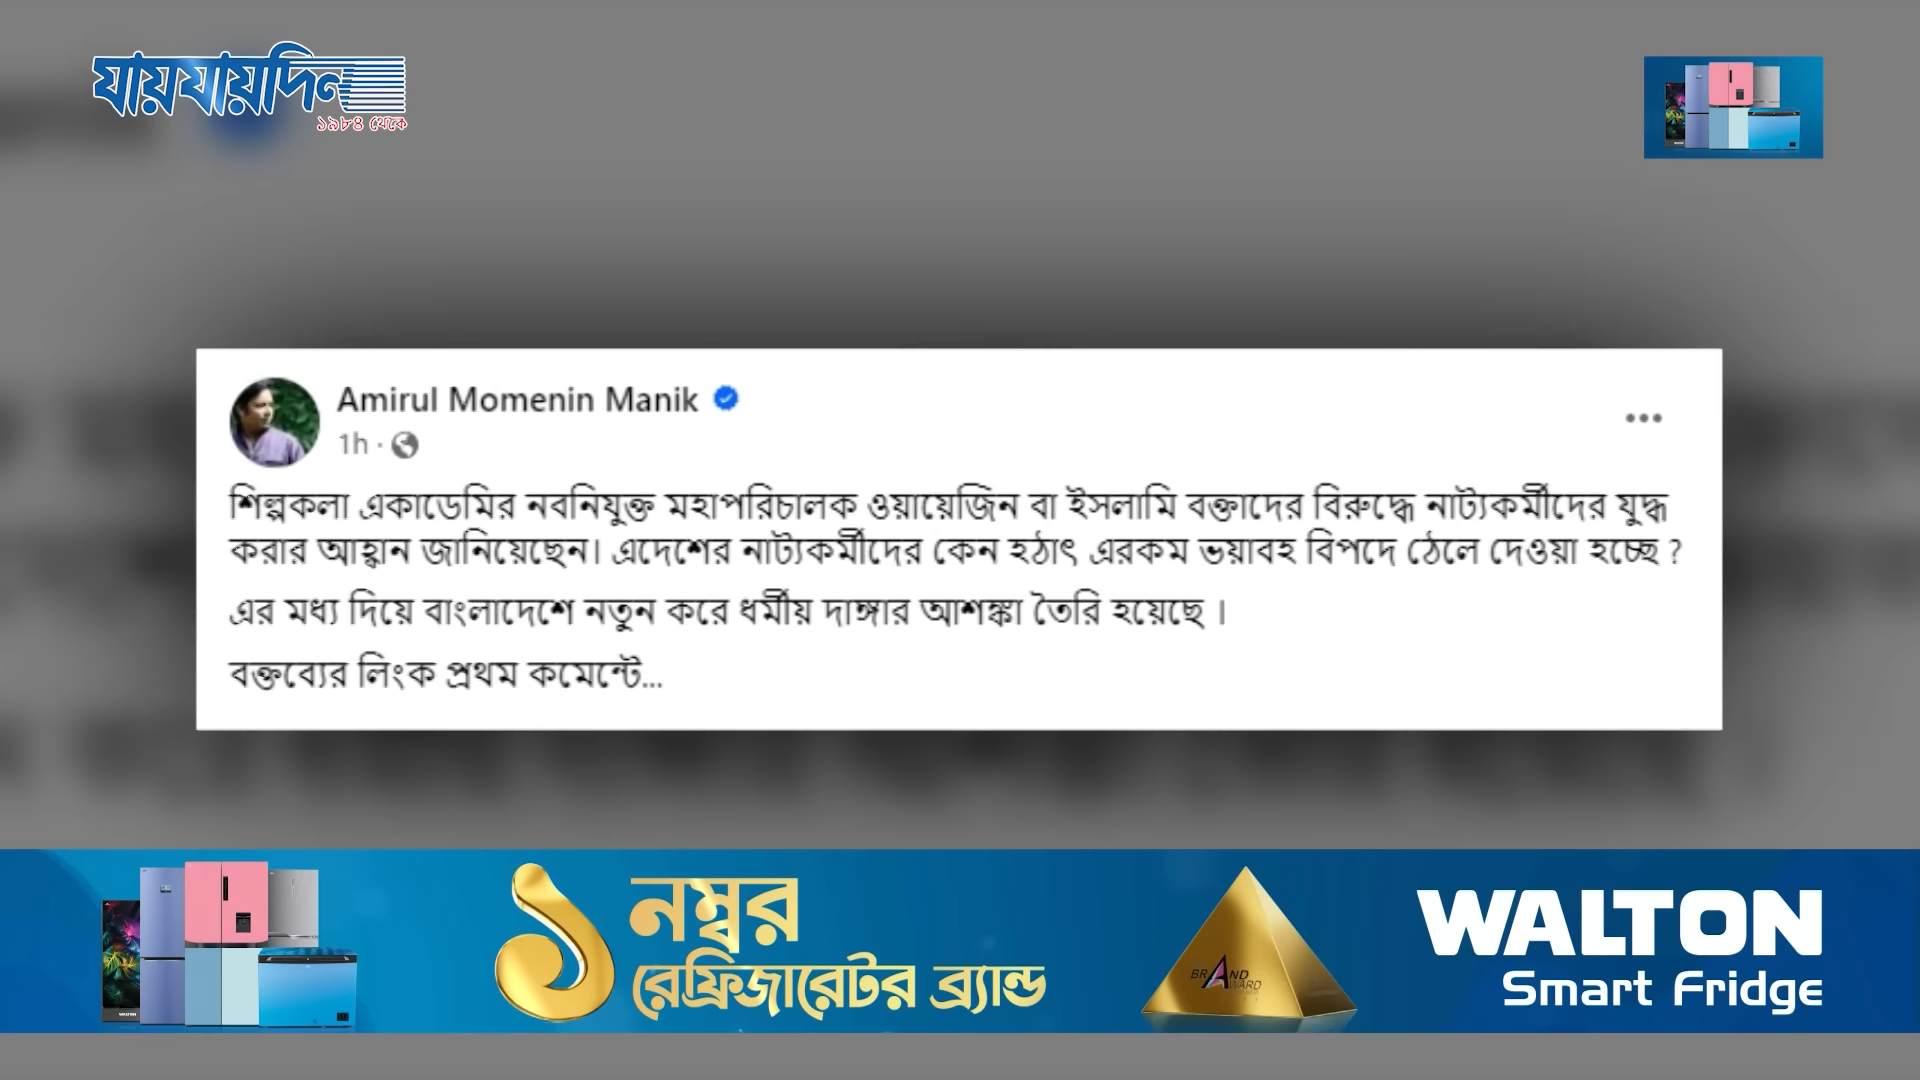 যায়যায়দিন
১৯৮৪ থেকে
Amirul Momenin Manik
1h ·
শিল্পকলা একাডেমির নবনিযুক্ত মহাপরিচালক ওয়ায়েজিন বা ইসলামি বক্তাদের বিরুদ্ধে নাট্যকর্মীদের যুদ্ধ
করার আহ্বান জানিয়েছেন। এদেশের নাট্যকর্মীদের কেন হঠাৎ এরকম ভয়াবহ বিপদে ঠেলে দেওয়া হচ্ছে ?
এর মধ্য দিয়ে বাংলাদেশে নতুন করে ধর্মীয় দাঙ্গার আশঙ্কা তৈরি হয়েছে ।
বক্তব্যের লিংক প্রথম কমেন্টে...
১ নম্বর
রেফ্রিজারেটর ব্র্যান্ড
BRAND
AWARD
WALTON
Smart Fridge
WALTON